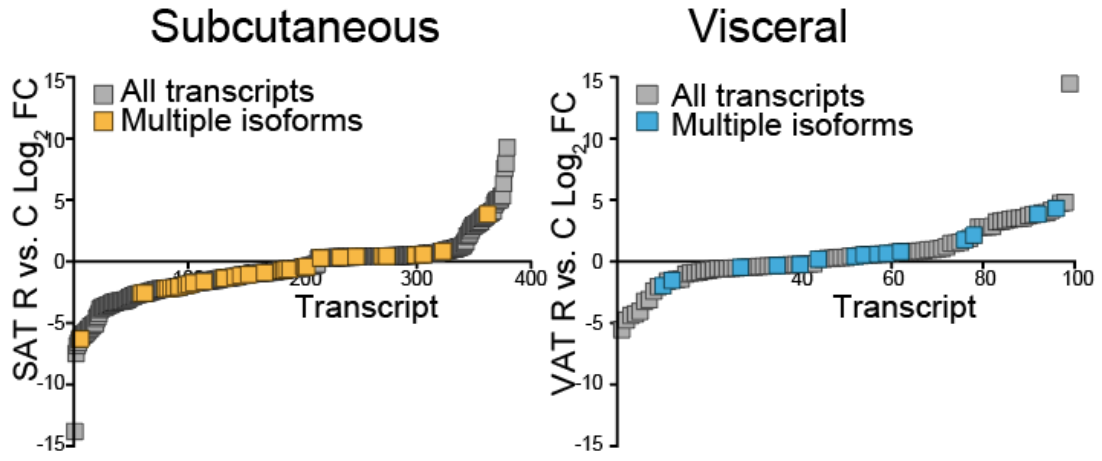 Subcutaneous
Visceral
SAT R vs. C Log2 FC
15
10
5
0
-5
-10
-15
All transcripts
Multiple isoforms
100
200
300
400
Transcript
VAT R vs. C Log2 FC
15
10
5
0
-5
-10
-15
All transcripts
Multiple isoforms
20
40
60
80
100
Transcript